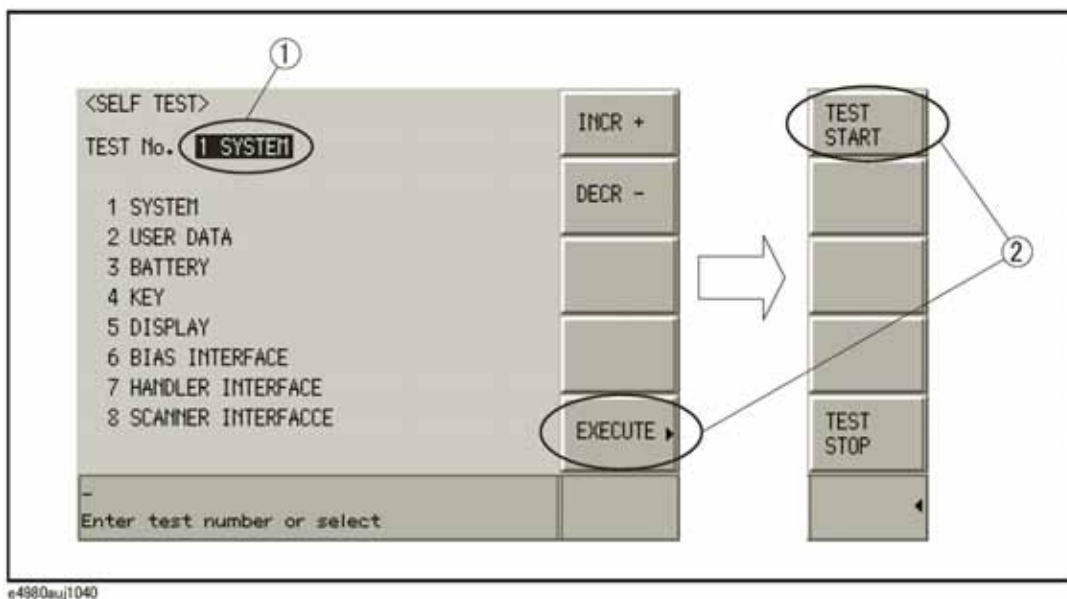 ①
<SELF TEST>
TEST No. 1 SYSTEM
1 SYSTEM
2 USER DATA
3 BATTERY
4 KEY
5 DISPLAY
6 BIAS INTERFACE
7 HANDLER INTERFACE
8 SCANNER INTERFACCE
-
Enter test number or select
INCR +
DECR -
EXECUTE ▸
TEST
START
②
TEST
STOP
◂
e4980auj1040